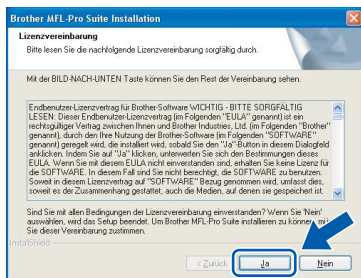 Brother MFL-Pro Suite Installation
Lizenzvereinbarung
Bitte lesen Sie die nachfolgende Lizenzvereinbarung sorgfältig durch.
Mit der BILD-NACH-UNTEN Taste können Sie den Rest der Vereinbarung sehen.
Endbenutzer-Lizenzvertrag für Brother-Software WICHTIG - BITTE SORGFÄLTIG
LESEN: Dieser Endbenutzer-Lizenzvertrag (im Folgenden "EULA" genannt) ist ein
rechtsgültiger Vertrag zwischen Ihnen und Brother Industries, Ltd. (im Folgenden "Brother"
genannt), durch den Ihre Nutzung der Brother-Software (im Folgenden "SOFTWARE"
genannt) geregelt wird, die installiert wird, sobald Sie den "Ja"-Button in diesem Dialogfeld
anklicken. Indem Sie auf "Ja" klicken, unterwerfen Sie sich den Bestimmungen dieses
EULA. Wenn Sie mit diesem EULA nicht einverstanden sind, erhalten Sie keine Lizenz für
die SOFTWARE. In diesem Fall sind Sie nicht berechtigt, die SOFTWARE zu benutzen.
Soweit in diesem Lizenzvertrag auf "SOFTWARE" Bezug genommen wird, umfasst dies,
soweit es der Zusammenhang gestattet, auch die Medien, auf denen sie gespeichert ist.
Sind Sie mit allen Bedingungen der Lizenzvereinbarung einverstanden? Wenn Sie 'Nein'
auswählen, wird das Setup beendet. Um Brother MFL-Pro Suite installieren zu können,
Sie dieser Vereinbarung zustimmen.
InstallShield
< Zurück
Ja
Nein